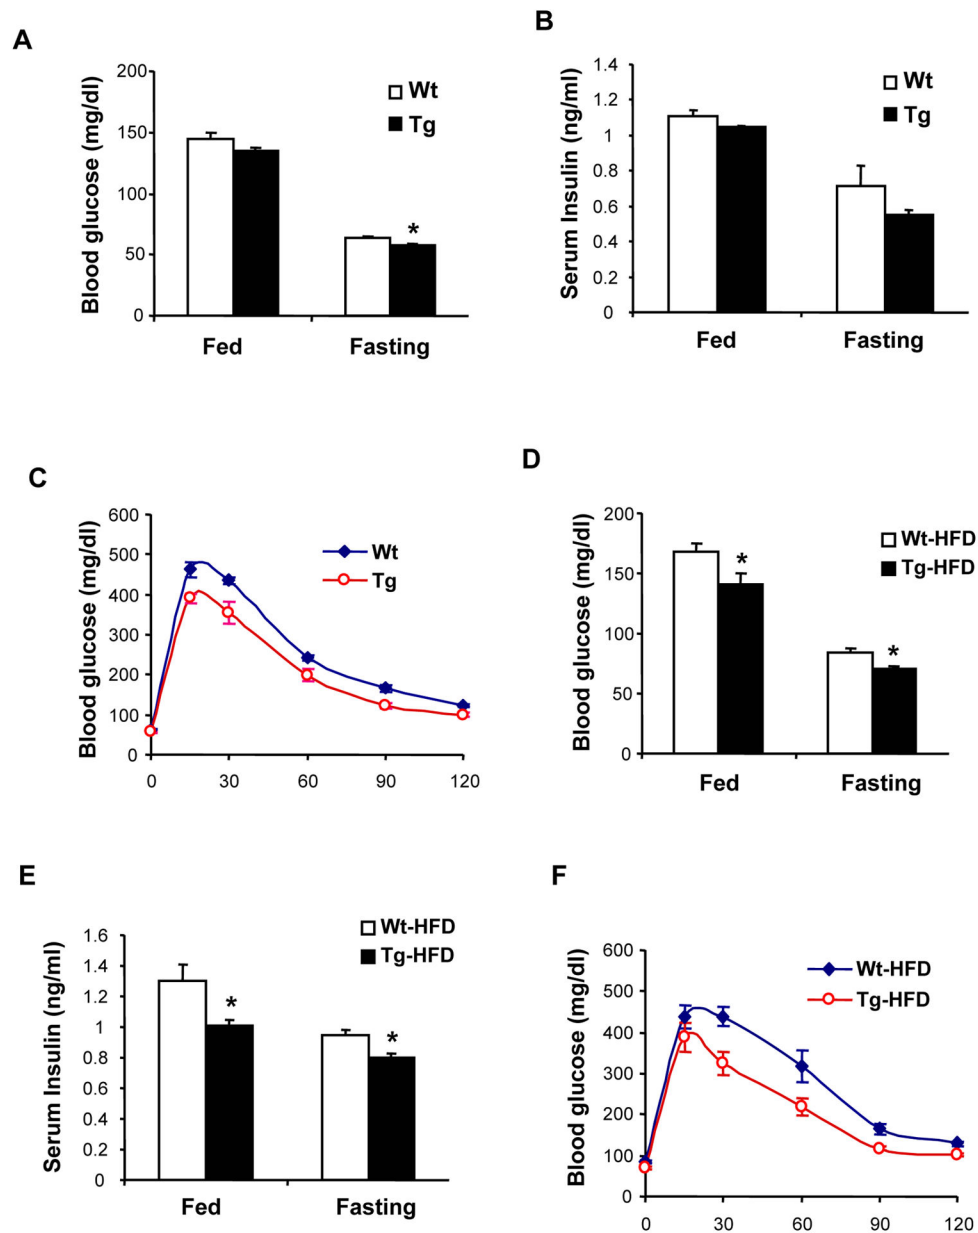 A
Blood glucose (mg/dl)
200
150
100
50
0
Wt
Tg
*
Fed
Fasting
B
Serum Insulin (ng/ml)
1.4
1.2
1
0.8
0.6
0.4
0.2
0
Wt
Tg
Fed
Fasting
C
Blood glucose (mg/dl)
600
500
400
300
200
100
0
Wt
Tg
0 30 60 90 120
D
Blood glucose (mg/dl)
200
150
100
50
0
Wt-HFD
Tg-HFD
*
*
Fed
Fasting
E
Serum Insulin (ng/ml)
1.6
1.4
1.2
1
0.8
0.6
0.4
0.2
0
Wt-HFD
Tg-HFD
*
*
Fed
Fasting
F
Blood glucose (mg/dl)
600
500
400
300
200
100
0
Wt-HFD
Tg-HFD
0 30 60 90 120